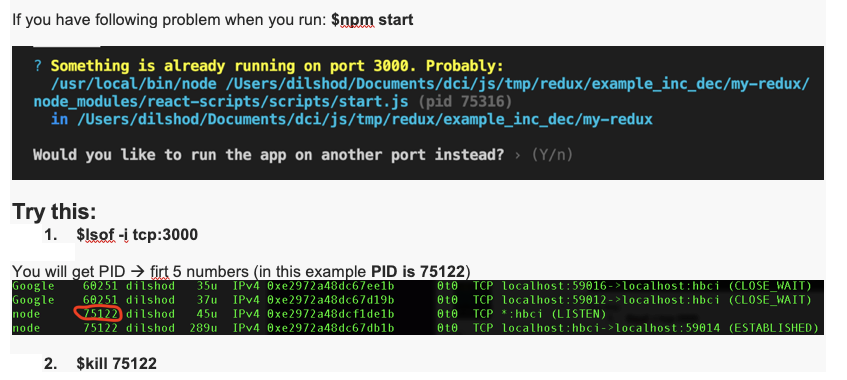 If you have following problem when you run: $npm start
? Something is already running on port 3000. Probably:
/usr/local/bin/node /Users/dilshod/Documents/dci/js/tmp/redux/example_inc_dec/my-redux/
node_modules/react-scripts/scripts/start.js (pid 75316)
in /Users/dilshod/Documents/dci/js/tmp/redux/example_inc_dec/my-redux
Would you like to run the app on another port instead? › (Y/n)
Try this:
1. $lsof -i tcp:3000
You will get PID → firt 5 numbers (in this example PID is 75122)
Google 60251 dilshod 35u IPv4 0xe2972a48dc67ee1b 0t0 TCP localhost:59016->localhost:hbci (CLOSE_WAIT)
Google 60251 dilshod 37u IPv4 0xe2972a48dc67d19b 0t0 TCP localhost:59012->localhost:hbci (CLOSE_WAIT)
node 75122 dilshod 45u IPv4 0xe2972a48dcf1de1b 0t0 TCP *:hbci (LISTEN)
node 75122 dilshod 289u IPv4 0xe2972a48dc67db1b 0t0 TCP localhost:hbci->localhost:59014 (ESTABLISHED)
2. $kill 75122